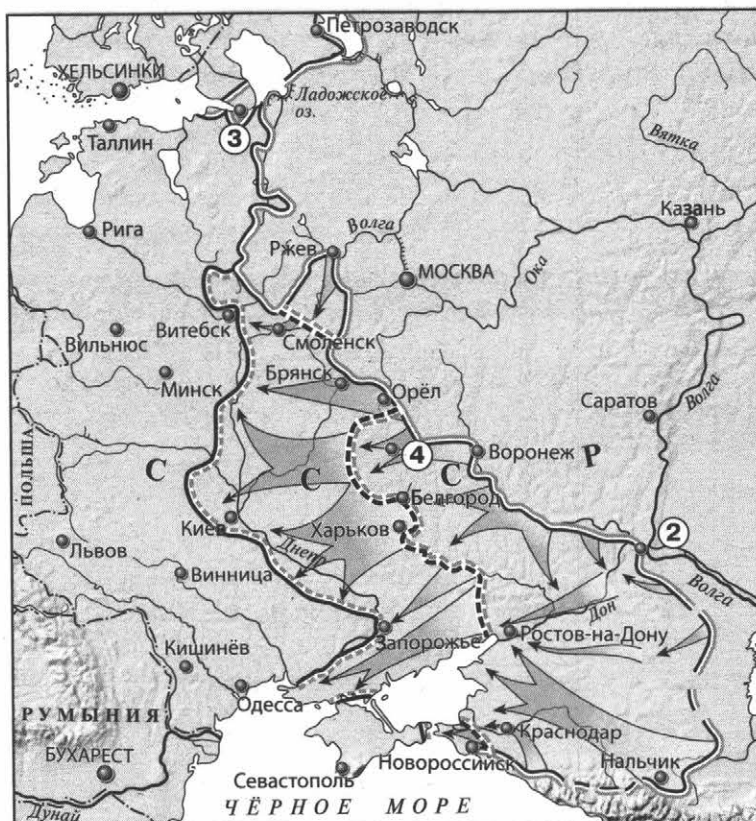 Петрозаводск
ХЕЛЬСИНКИ
Ладожское
оз.
Таллин
3
Вятка
Казань
Рига
Волга
Ржев
МОСКВА
Ока
Витебск
Смоленск
Вильнюс
Минск
Брянск
Орёл
Саратов
Волга
ПОЛЬША
С С С Р
4
Воронеж
Белгород
Киев
Харьков
2
Львов
Днепр
Винница
Волга
Дон
Запорожье
Ростов-на-Дону
Кишинёв
Одесса
РУМЫНИЯ
Краснодар
БУХАРЕСТ
Новороссийск
Нальчик
Севастополь
Дунай
ЧЁРНОЕ МОРЕ